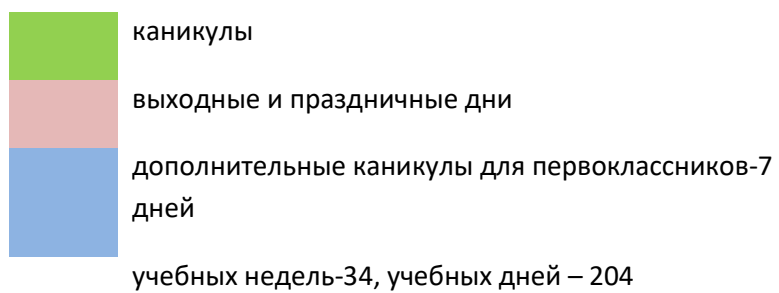 каникулы
выходные и праздничные дни
дополнительные каникулы для первоклассников-7
дней
учебных недель-34, учебных дней – 204